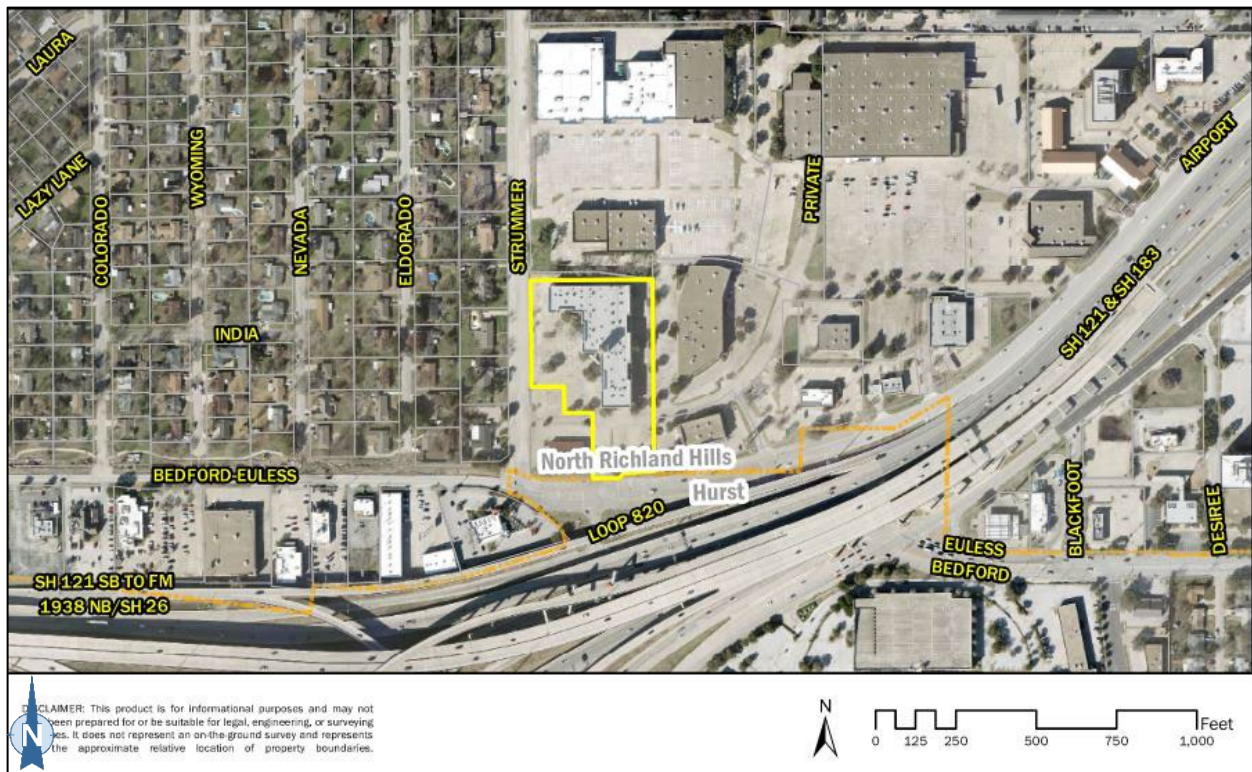 LAURA
LAZY LANE
COLORADO
WYOMING
NEVADA
ELDORADO
STRUMMER
PRIVATE
AIRPORT
INDIA
SH 121 & SH 183
BEDFORD-EULESS
North Richland Hills
Hurst
LOOP 820
EULESS
BEDFORD
BLACKFOOT
DESIREE
SH 121 SB TO FM
1938 NB/SH 26
DISCLAIMER: This product is for informational purposes and may not
been prepared for or be suitable for legal, engineering, or surveying
It does not represent an on-the-ground survey and represents
the approximate relative location of property boundaries.
N
N
0 125 250 500 750 1,000 Feet